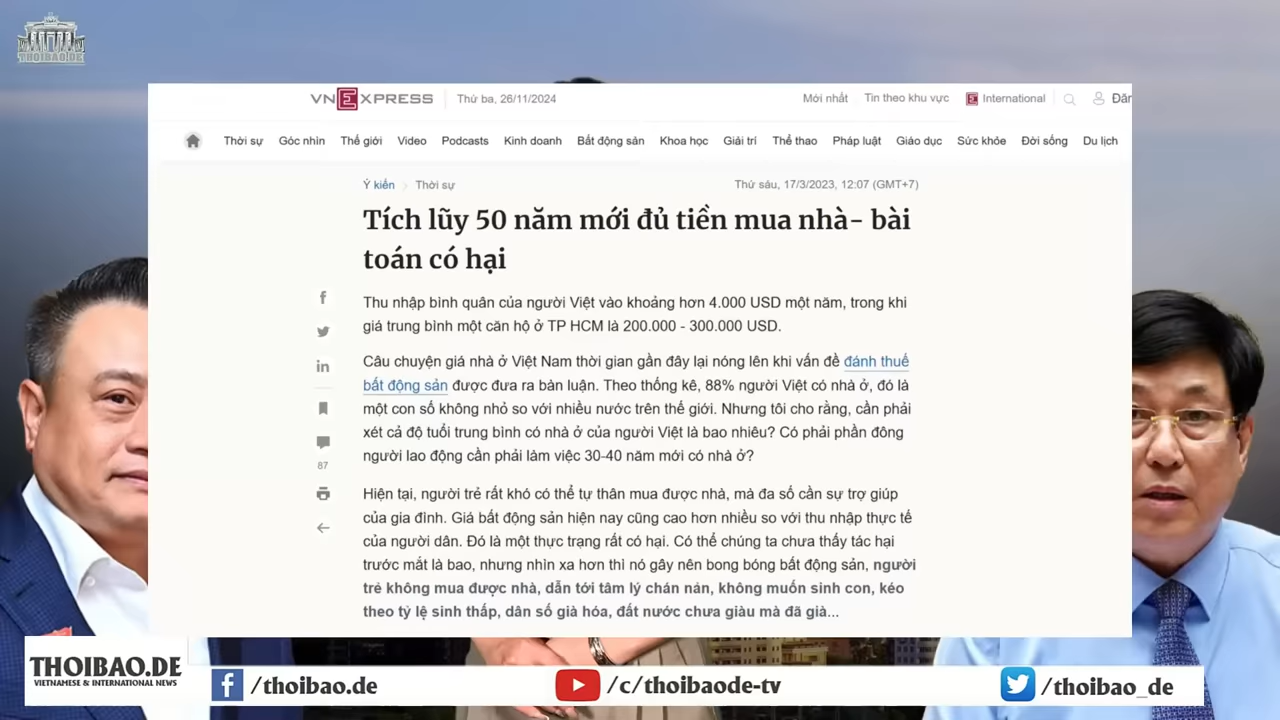 THOIBAO.DE
VNEXPRESS
Thứ ba, 26/11/2024
Mới nhất
Tin theo khu vực
E International
Thời sự
Góc nhìn
Thế giới
Video
Podcasts
Kinh doanh
Bất động sản
Khoa học
Giải trí
Thể thao
Pháp luật
Giáo dục
Sức khỏe
Đời sống
Du lịch
Ý kiến
Thời sự
Thứ sáu, 17/3/2023, 12:07 (GMT+7)
Tích lũy 50 năm mới đủ tiền mua nhà- bài
toán có hại
Thu nhập bình quân của người Việt vào khoảng hơn 4.000 USD một năm, trong khi
giá trung bình một căn hộ ở TP HCM là 200.000 - 300.000 USD.
Câu chuyện giá nhà ở Việt Nam thời gian gần đây lại nóng lên khi vấn đề đánh thuế
bất động sản được đưa ra bàn luận. Theo thống kê, 88% người Việt có nhà ở, đó là
một con số không nhỏ so với nhiều nước trên thế giới. Nhưng tôi cho rằng, cần phải
xét cả độ tuổi trung bình có nhà ở của người Việt là bao nhiêu? Có phải phần đông
người lao động cần phải làm việc 30-40 năm mới có nhà ở?
87
Hiện tại, người trẻ rất khó có thể tự thân mua được nhà, mà đa số cần sự trợ giúp
của gia đình. Giá bất động sản hiện nay cũng cao hơn nhiều so với thu nhập thực tế
của người dân. Đó là một thực trạng rất có hại. Có thể chúng ta chưa thấy tác hại
trước mắt là bao, nhưng nhìn xa hơn thì nó gây nên bong bóng bất động sản, người
trẻ không mua được nhà, dẫn tới tâm lý chán nản, không muốn sinh con, kéo
theo tỷ lệ sinh thấp, dân số già hóa, đất nước chưa giàu mà đã già...
THOIBAO.DE
VIETNAMESE & INTERNATIONAL NEWS
/thoibao.de
/c/thoibaode-tv
/thoibao_de